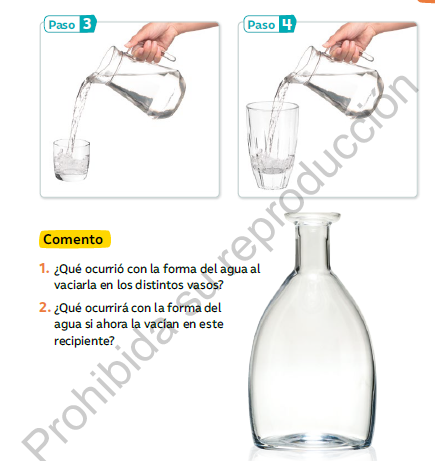 Paso 3
Paso 4
Comento
1. ¿Qué ocurrió con la forma del agua al
vaciarla en los distintos vasos?
2. ¿Qué ocurrirá con la forma del
agua si ahora la vacían en este
recipiente?
Prohibida su reproducción